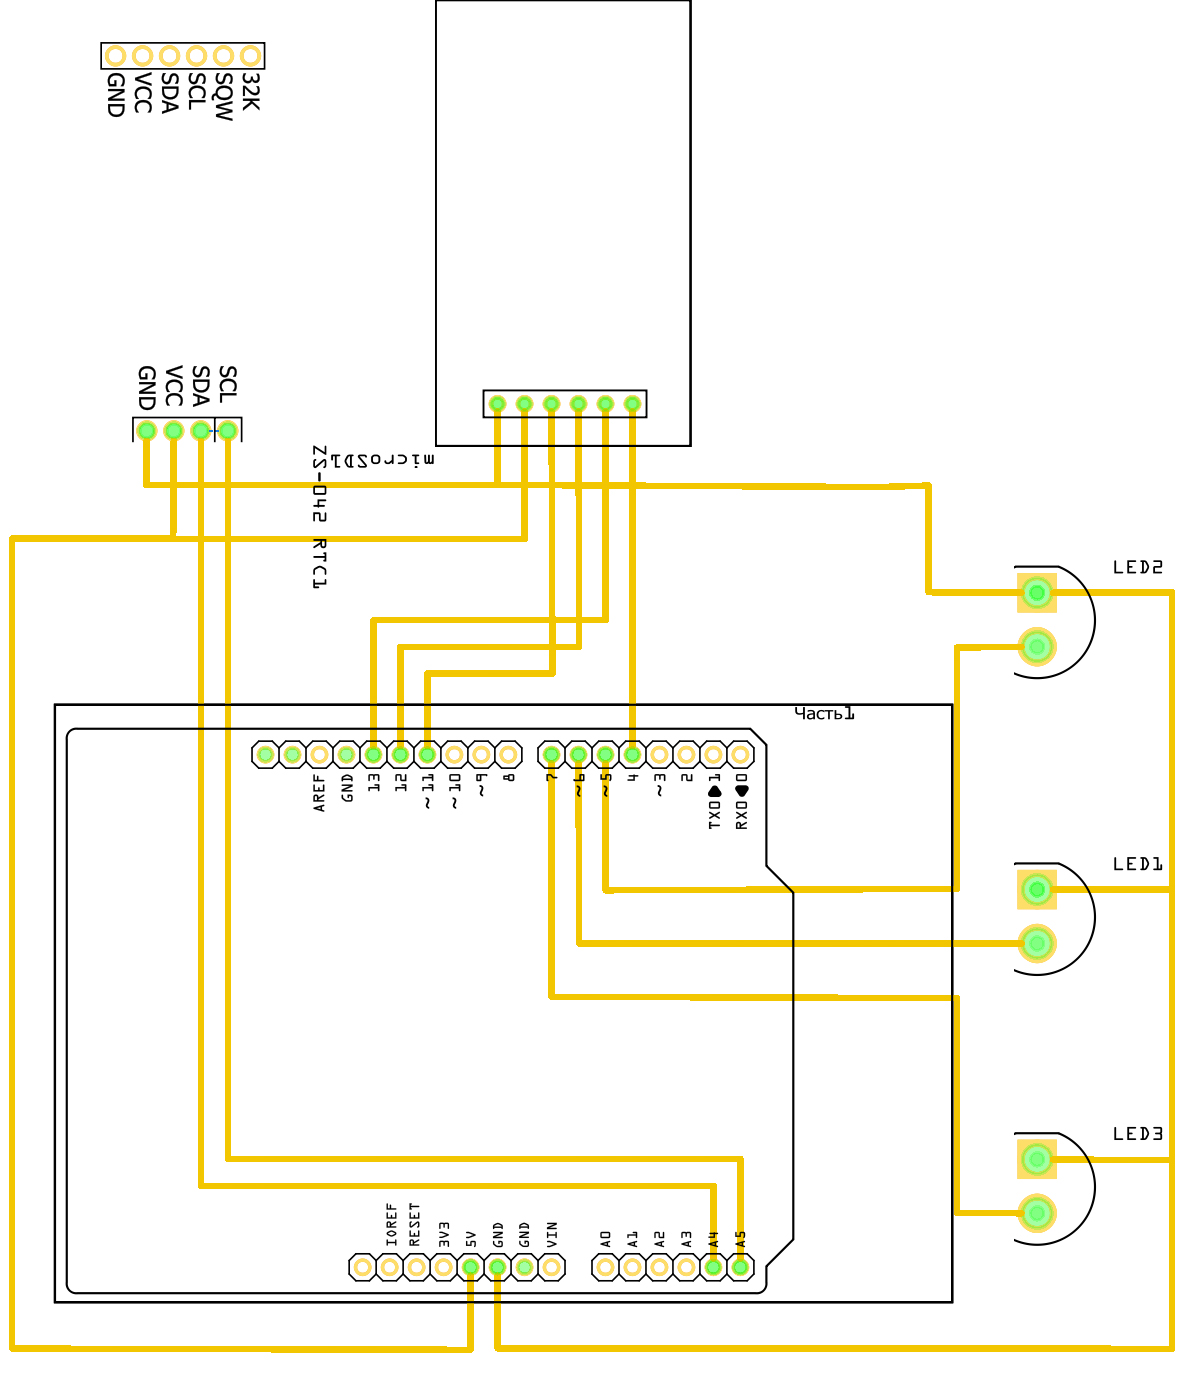 GND VCC SDA SCL SQW 32K
GND VCC SDA SCL
microSD1
ZS-042 RTC1
LED2
Часть1
AREF GND 13 12 ~11 ~10 ~9 8 7 ~6 ~5 4 ~3 2 TX0 1 RX0 0
LED1
LED3
IOREF RESET 3V3 5V GND GND VIN A0 A1 A2 A3 A4 A5